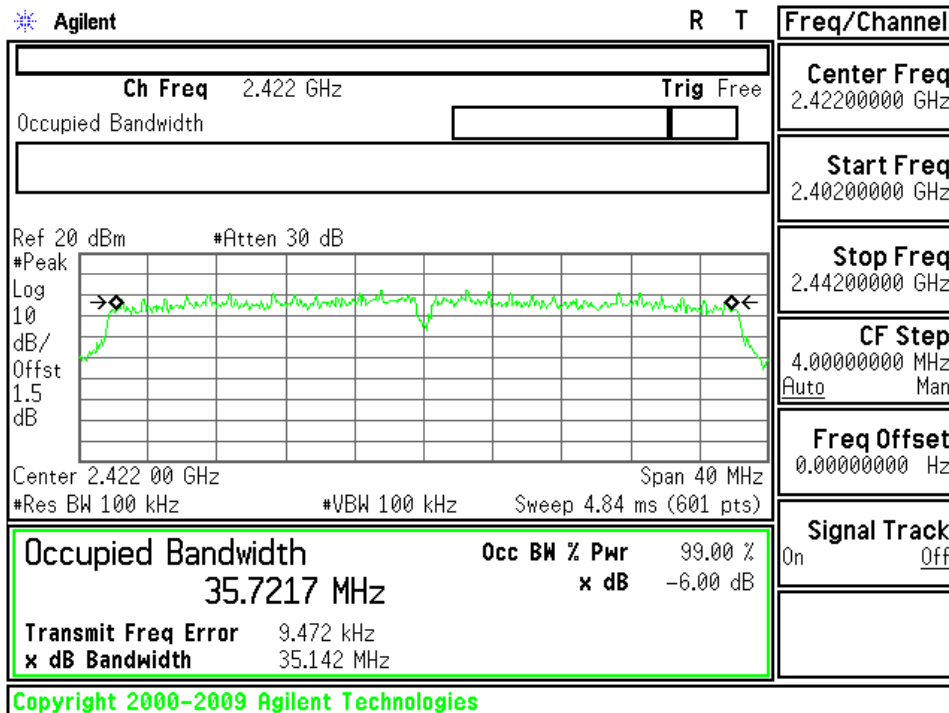 Agilent R T
Freq/Channel
Ch Freq 2.422 GHz Trig Free
Occupied Bandwidth
Center Freq
2.42200000 GHz
Start Freq
2.40200000 GHz
Stop Freq
2.44200000 GHz
CF Step
4.00000000 MHz
Auto Man
Freq Offset
0.00000000 Hz
Signal Track
On Off
Ref 20 dBm #Atten 30 dB
#Peak
Log
10
dB/
Offst
1.5
dB
Center 2.422 00 GHz Span 40 MHz
#Res BW 100 kHz #VBW 100 kHz Sweep 4.84 ms (601 pts)
Occupied Bandwidth Occ BW % Pwr 99.00 %
35.7217 MHz x dB -6.00 dB
Transmit Freq Error 9.472 kHz
x dB Bandwidth 35.142 MHz
Copyright 2000-2009 Agilent Technologies